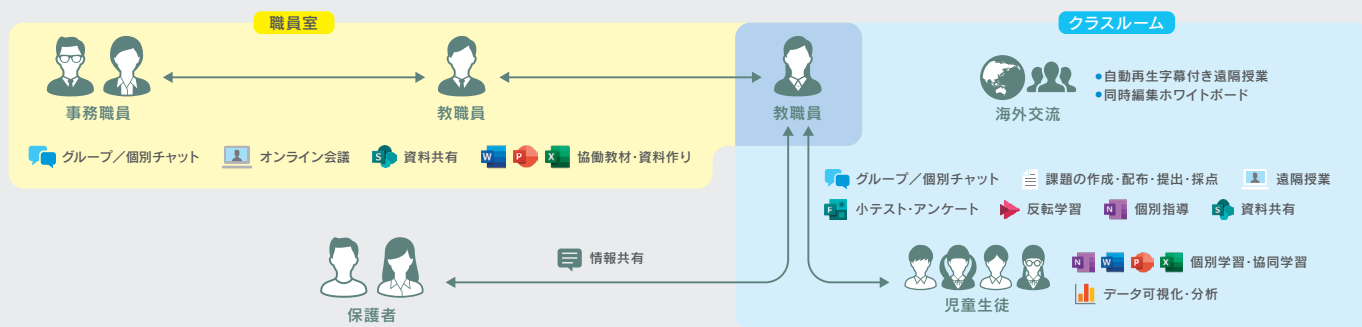 職員室
クラスルーム
事務職員
教職員
教職員
海外交流
●自動再生字幕付き遠隔授業
●同時編集ホワイトボード
グループ／個別チャット
オンライン会議
S 資料共有
W P X 協働教材・資料作り
グループ／個別チャット
課題の作成・配布・提出・採点
遠隔授業
F 小テスト・アンケート
反転学習
N 個別指導
S 資料共有
情報共有
保護者
児童生徒
N W P X 個別学習・協同学習
データ可視化・分析